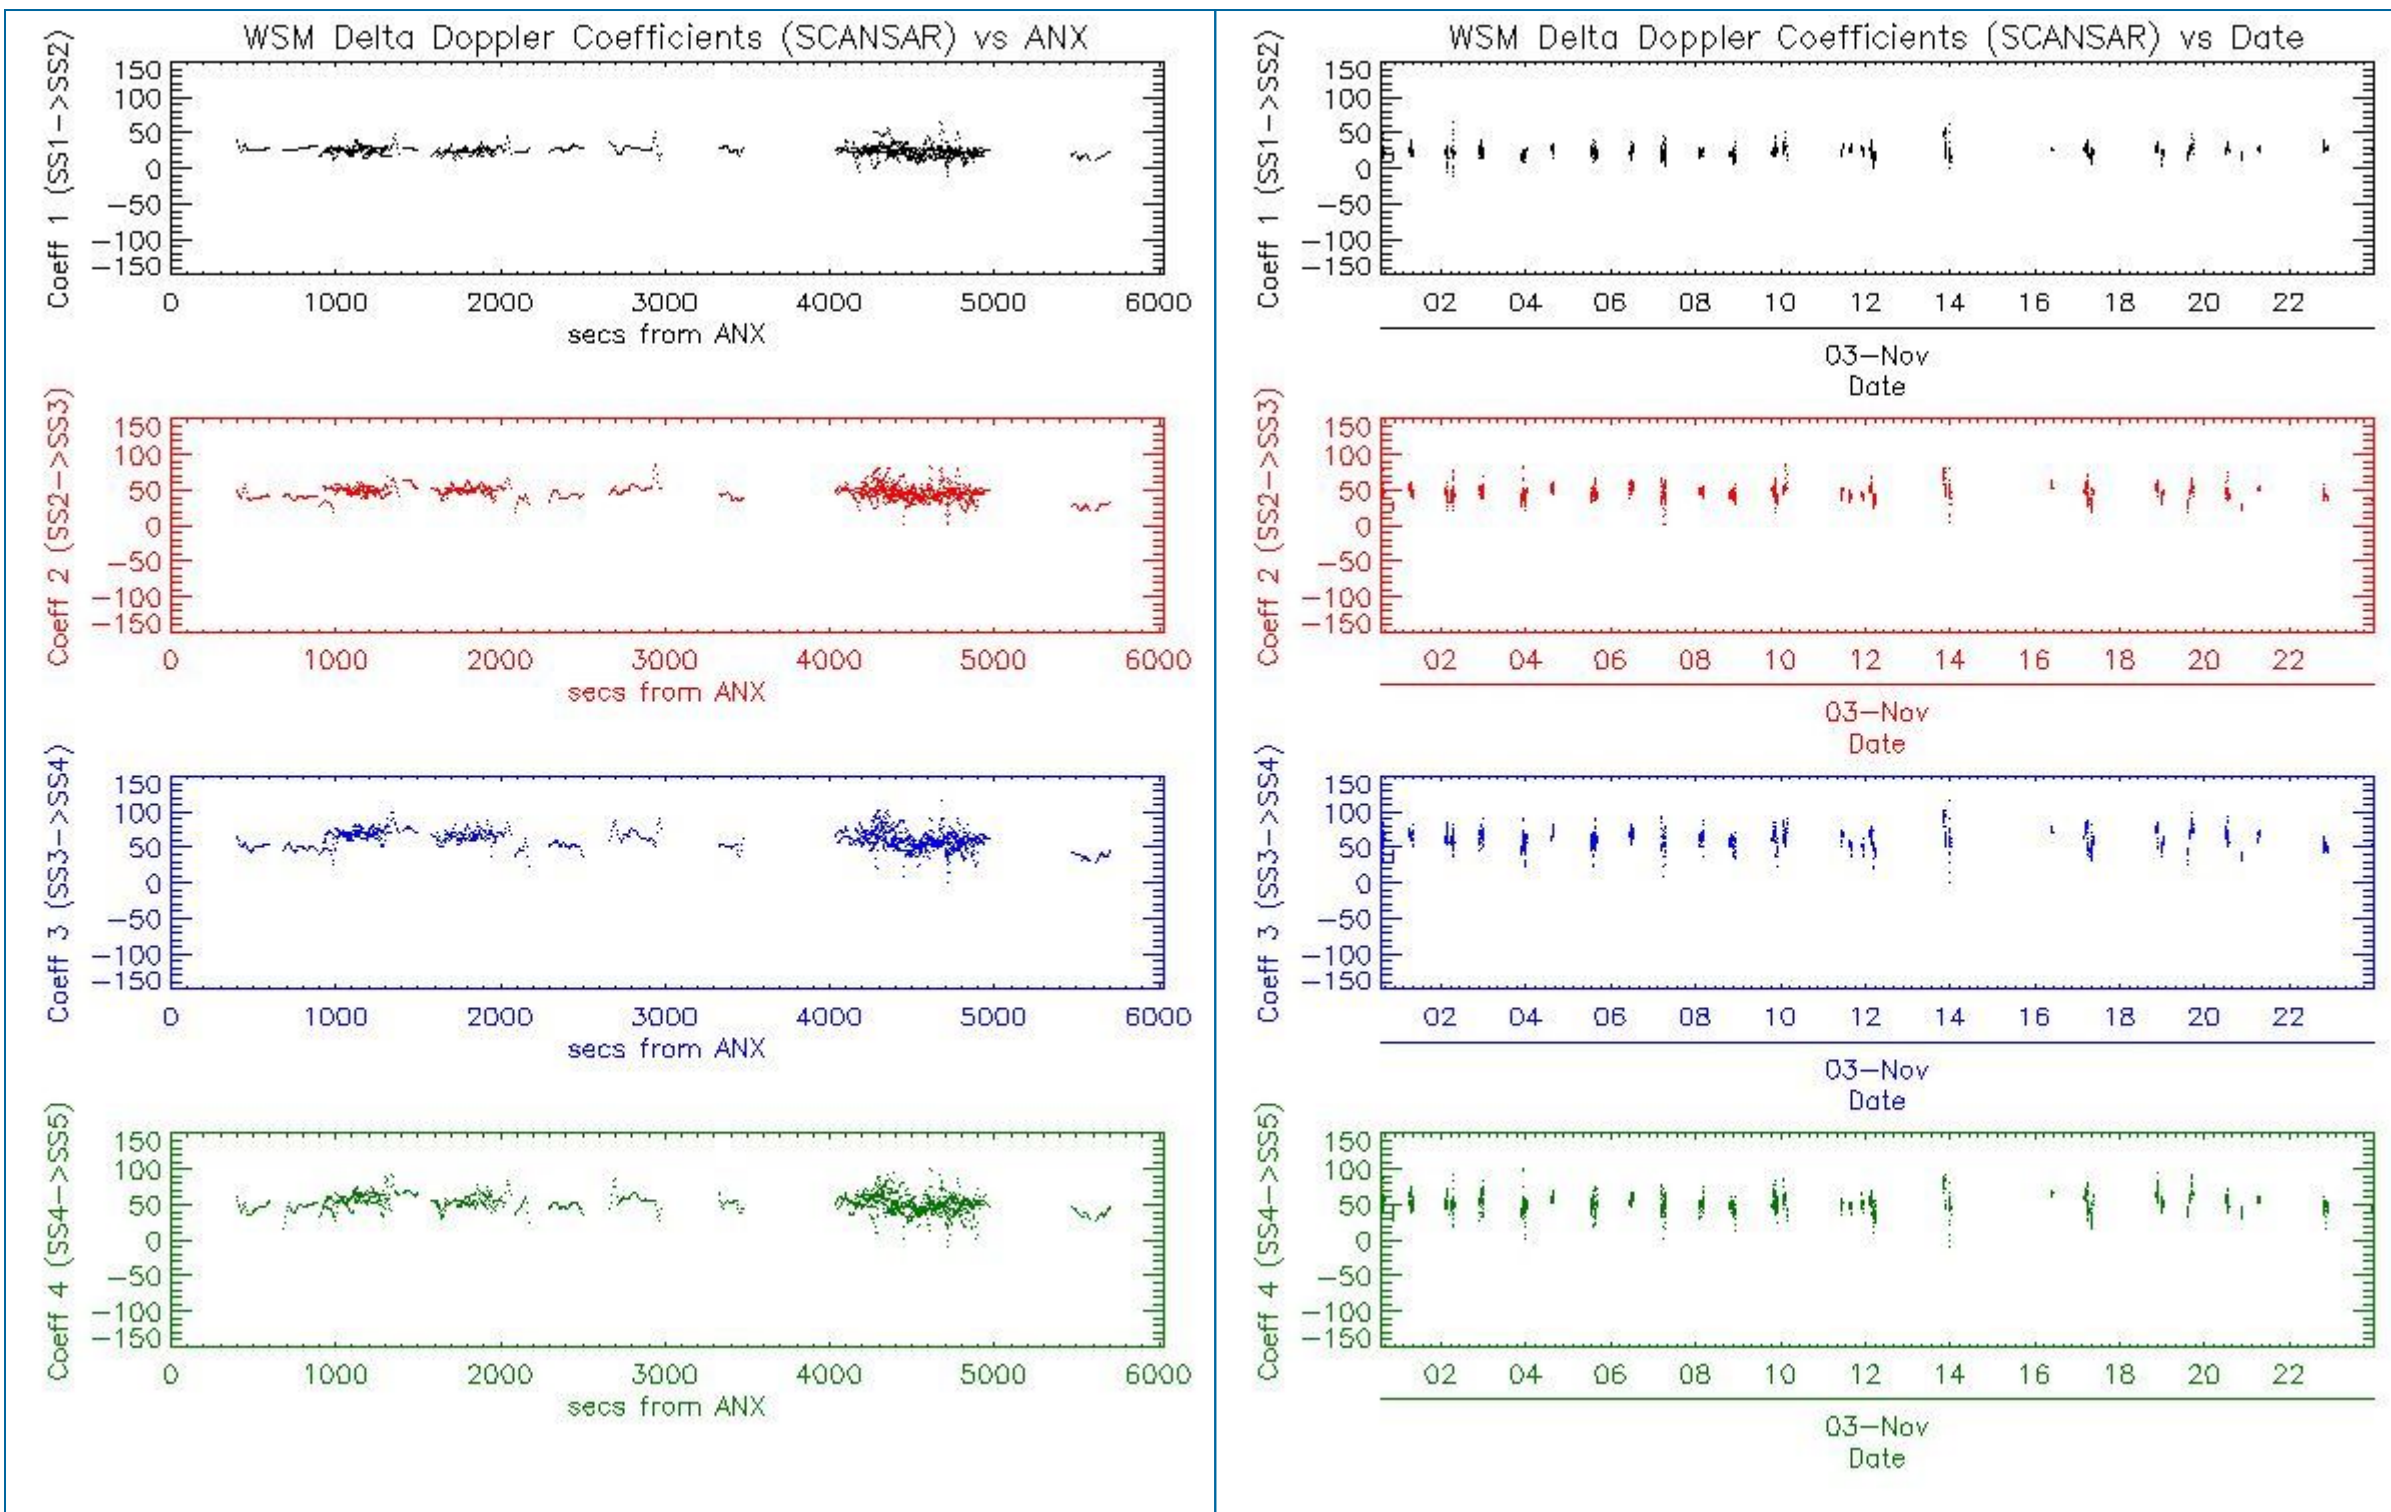 WSM Delta Doppler Coefficients (SCANSAR) vs ANX
Coeff 1 (SS1->SS2)
150
100
50
0
-50
-100
-150
0 1000 2000 3000 4000 5000 6000
secs from ANX
Coeff 2 (SS2->SS3)
150
100
50
0
-50
-100
-150
0 1000 2000 3000 4000 5000 6000
secs from ANX
Coeff 3 (SS3->SS4)
150
100
50
0
-50
-100
-150
0 1000 2000 3000 4000 5000 6000
secs from ANX
Coeff 4 (SS4->SS5)
150
100
50
0
-50
-100
-150
0 1000 2000 3000 4000 5000 6000
secs from ANX
WSM Delta Doppler Coefficients (SCANSAR) vs Date
Coeff 1 (SS1->SS2)
150
100
50
0
-50
-100
-150
02 04 06 08 10 12 14 16 18 20 22
03-Nov
Date
Coeff 2 (SS2->SS3)
150
100
50
0
-50
-100
-150
02 04 06 08 10 12 14 16 18 20 22
03-Nov
Date
Coeff 3 (SS3->SS4)
150
100
50
0
-50
-100
-150
02 04 06 08 10 12 14 16 18 20 22
03-Nov
Date
Coeff 4 (SS4->SS5)
150
100
50
0
-50
-100
-150
02 04 06 08 10 12 14 16 18 20 22
03-Nov
Date